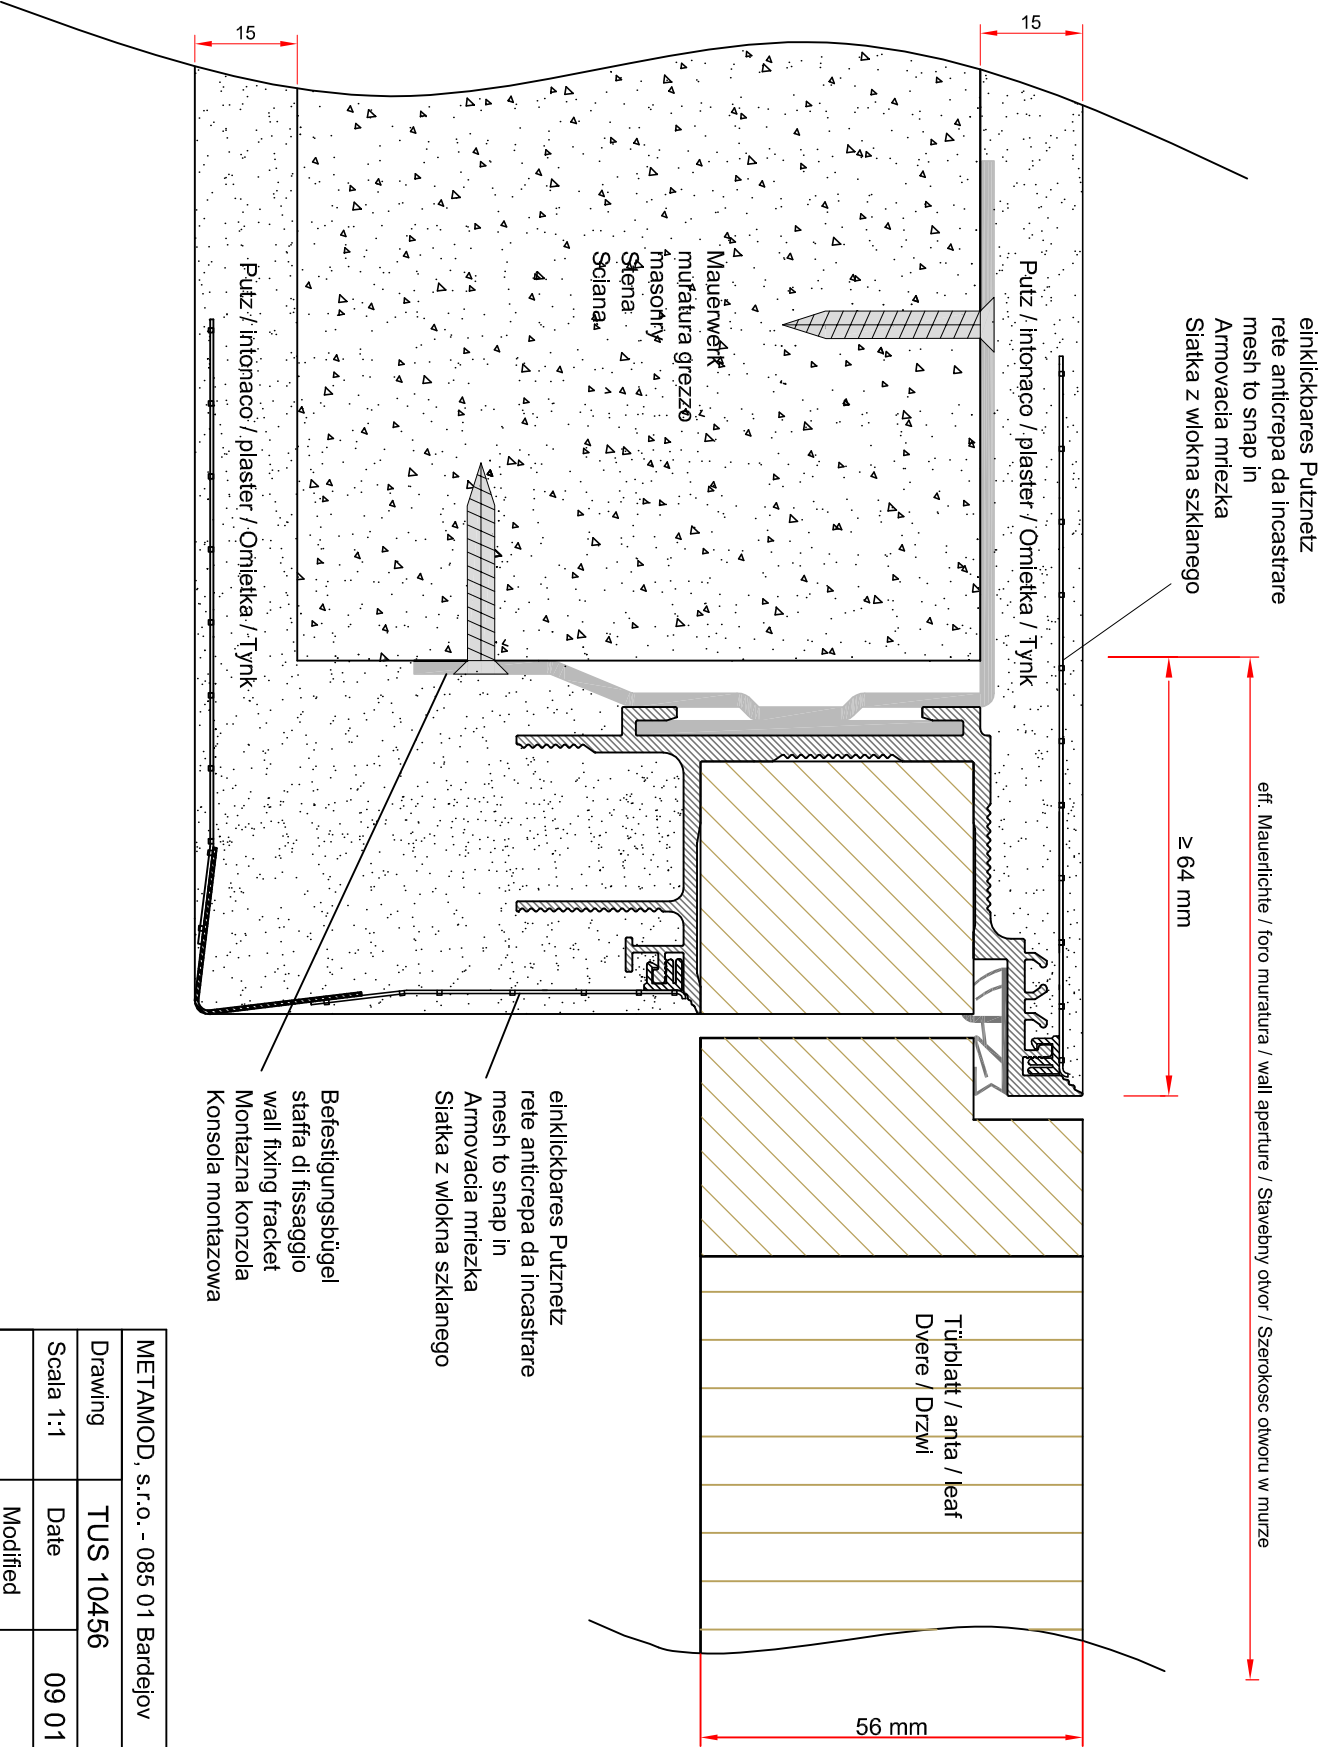 15
15
einklickbares Putznetz
rete anticrepa da incastrare
mesh to snap in
Armovacia mriezka
Siatka z wlokna szklanego
eff. Mauerlichte / foro muratura / wall aperture / Stavebny otvor / Szerokosc otworu w murze
≥ 64 mm
Putz / intonaco / plaster / Omietka / Tynk
Mauerwerk
muratura grezzo
masonry
Stena
Sciana
Putz / intonaco / plaster / Omietka / Tynk
Türblatt / anta / leaf
Dvere / Drzwi
56 mm
einklickbares Putznetz
rete anticrepa da incastrare
mesh to snap in
Armovacia mriezka
Siatka z wlokna szklanego
Befestigungsbügel
staffa di fissaggio
wall fixing fracket
Montazna konzola
Konsola montazowa
METAMOD, s.r.o. - 085 01 Bardejov
Drawing TUS 10456
Scala 1:1 Date 09 01
Modified